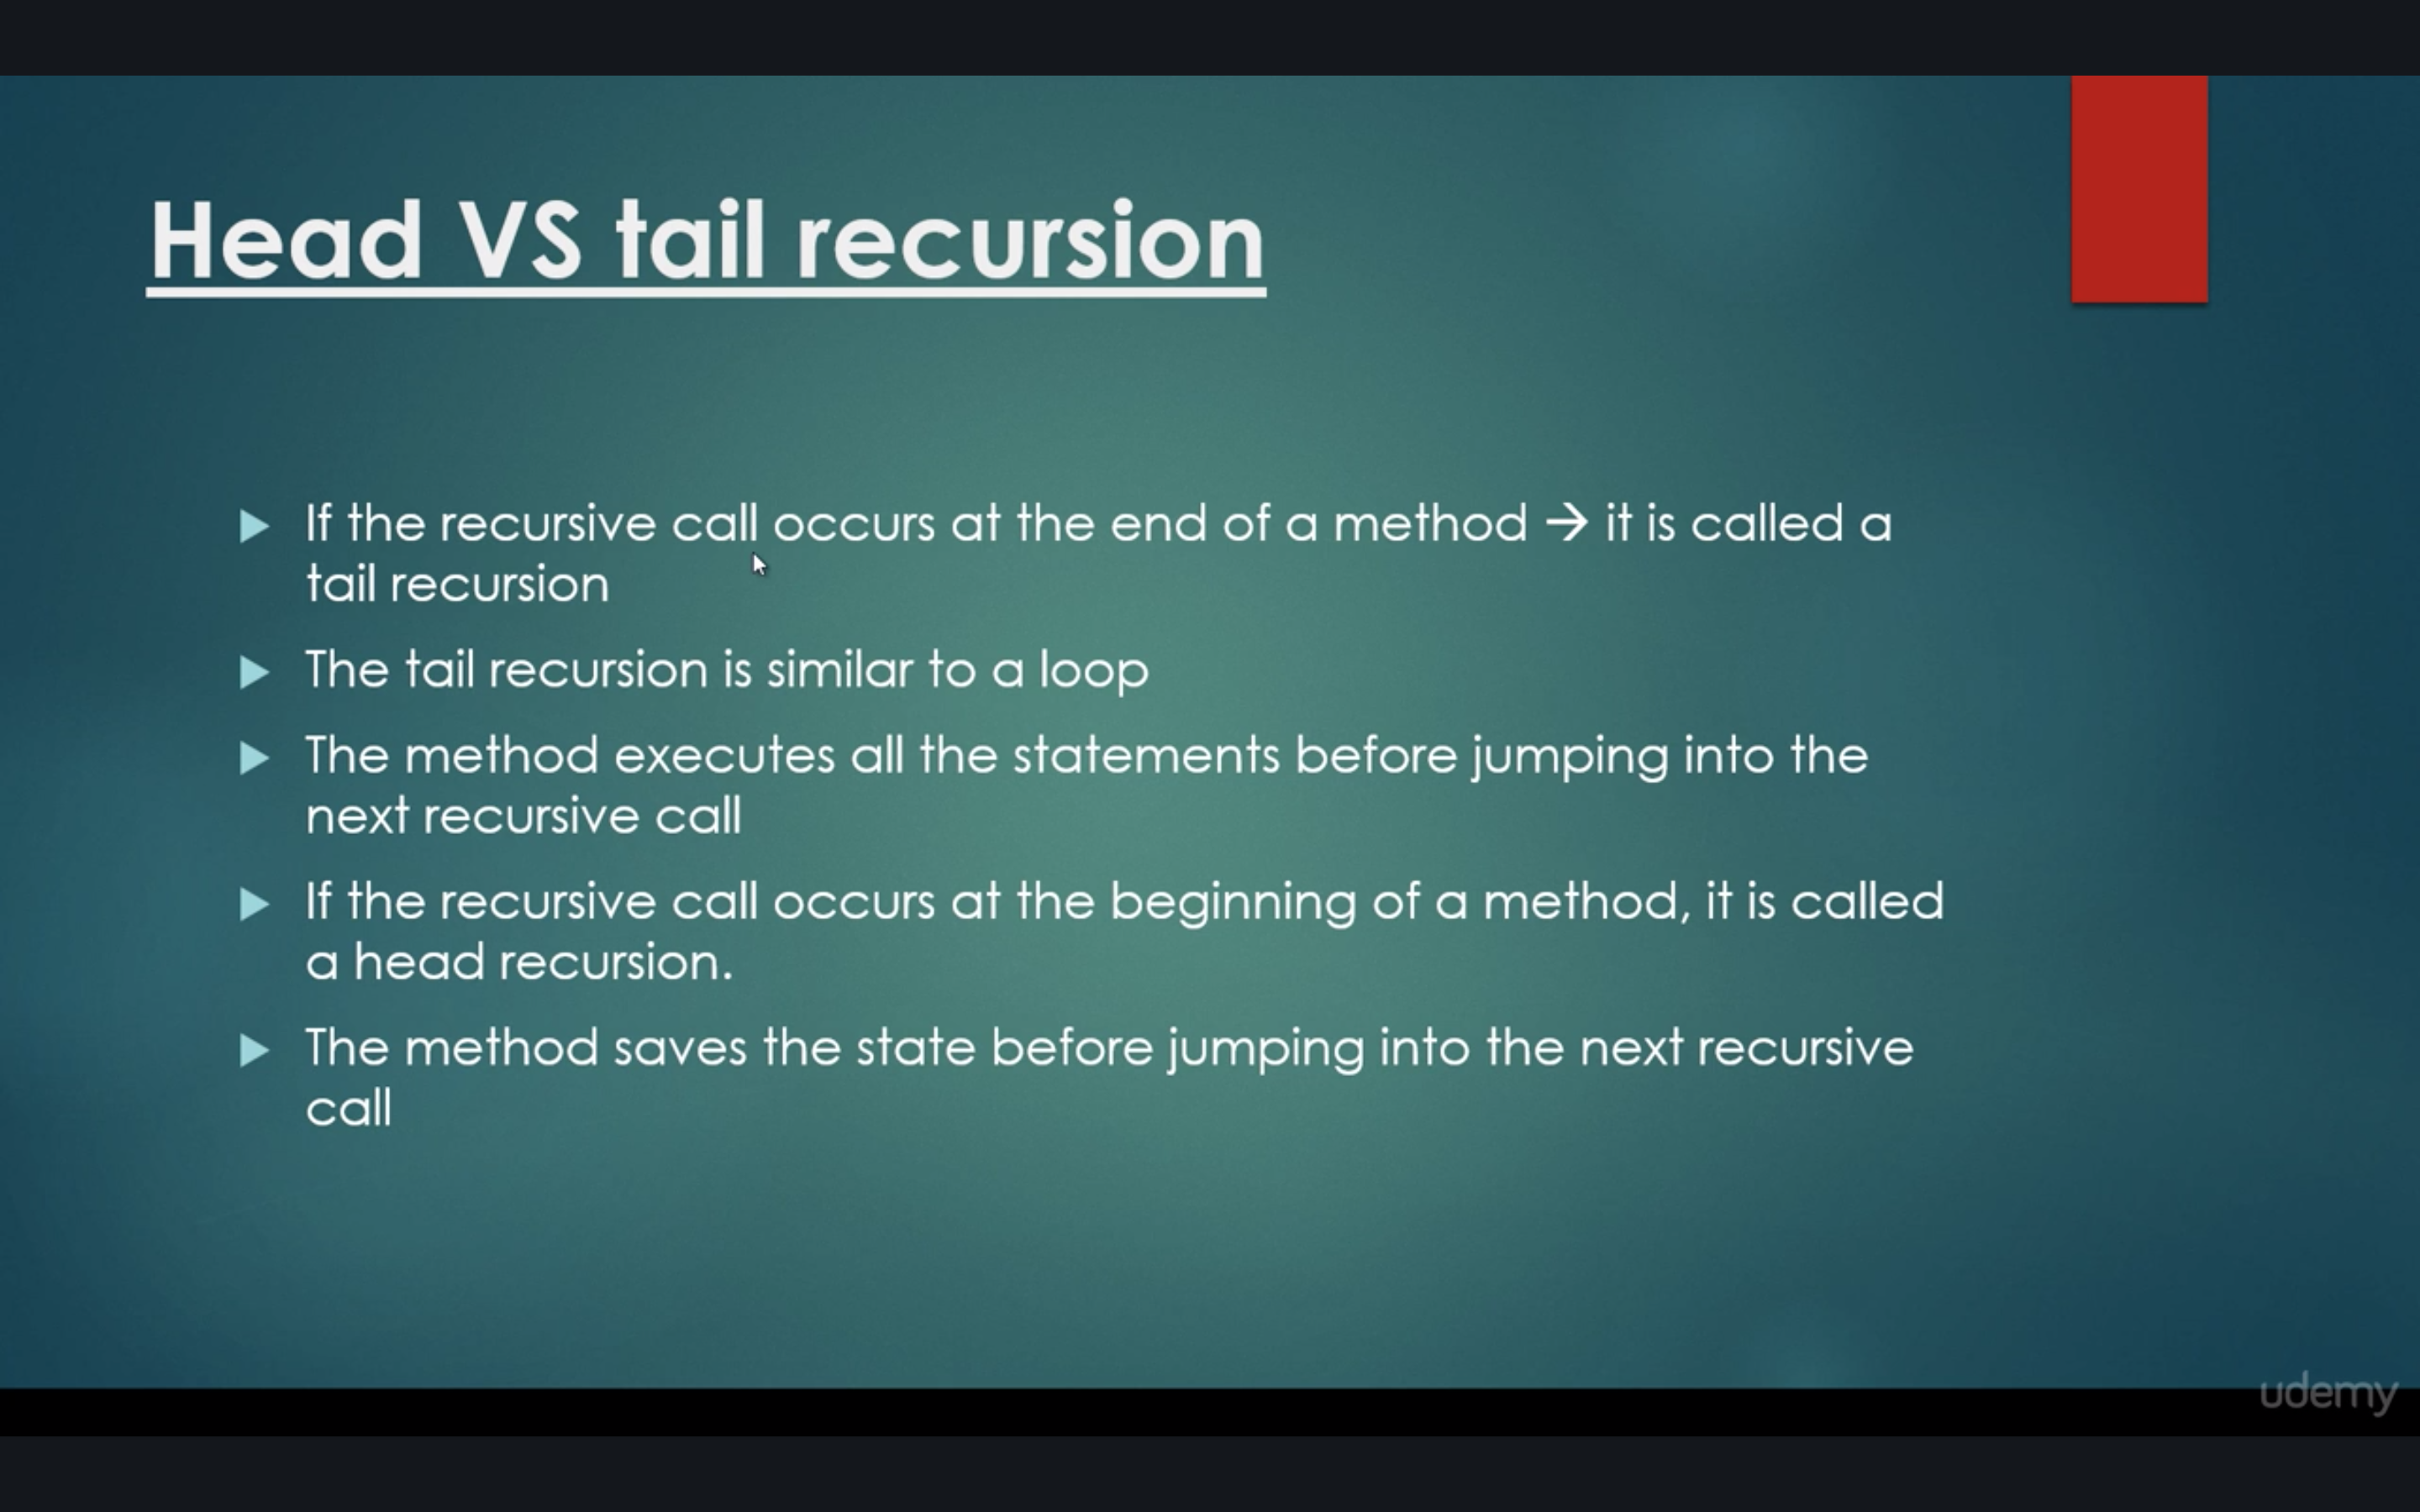 Head VS tail recursion
If the recursive call occurs at the end of a method → it is called a
tail recursion
The tail recursion is similar to a loop
The method executes all the statements before jumping into the
next recursive call
If the recursive call occurs at the beginning of a method, it is called
a head recursion.
The method saves the state before jumping into the next recursive
call
udemy